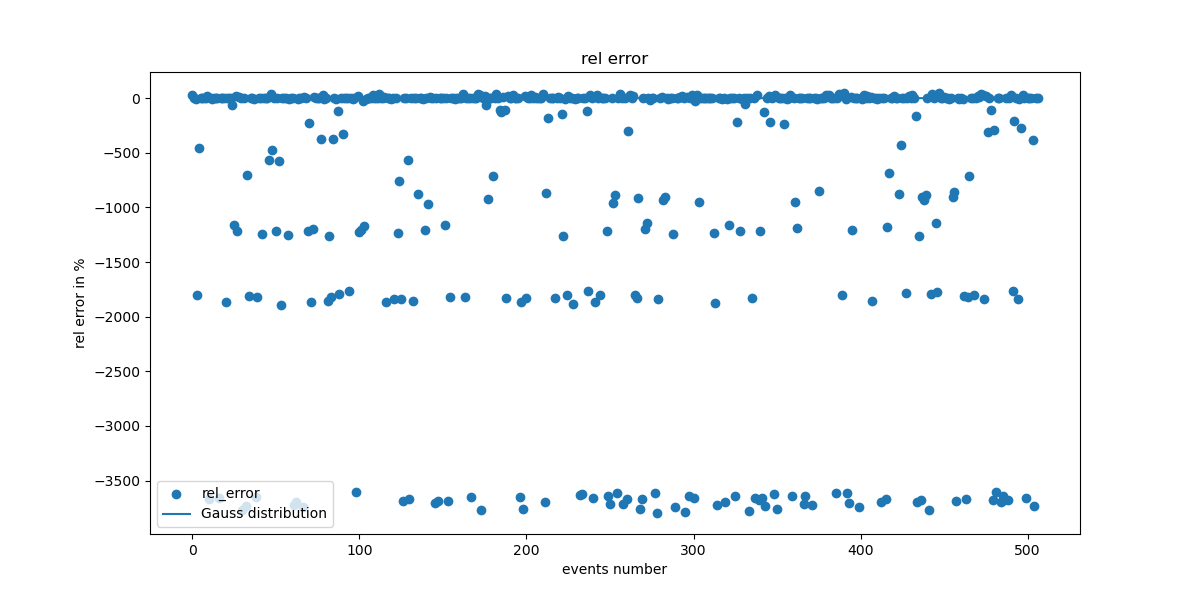 rel error
rel error in %
0
−500
−1000
−1500
−2000
−2500
−3000
−3500
rel_error
Gauss distribution
0 100 200 300 400 500
events number